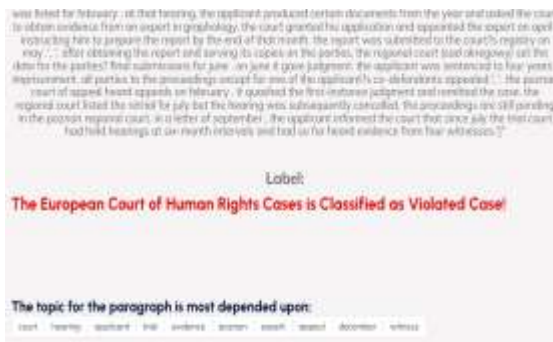 was listed for february . at that hearing, the applicant produced certain documents from the year and asked the court
to obtain evidence from an expert in graphology, the court granted his application and appointed the expert on april
instructing him to prepare the report by the end of that month. the report was submitted to the court's registry on
may . after obtaining the report and serving its copies on the parties, the regional court
date for the parties' final submissions for june . on june it gave judgment. the applicant was sentenced to four years
imprisonment. all parties to the proceedings except for one of the applicant's co-defendants appealed . the poznan
court of appeal heard appeals on february . it quashed the first-instance judgment and remitted the case. the
regional court listed the retrial for july but the hearing was subsequently cancelled. the proceedings are still pending
in the poznan regional court. in a letter of september , the applicant informed the court that since july the trial court
had held hearings at six-month intervals and had so far heard evidence from four witnesses.']"
Label:
The European Court of Human Rights Cases is Classified as Violated Case!
The topic for the paragraph is most depended upon:
court hearing applicant trial evidence poznan expert appeal december witness